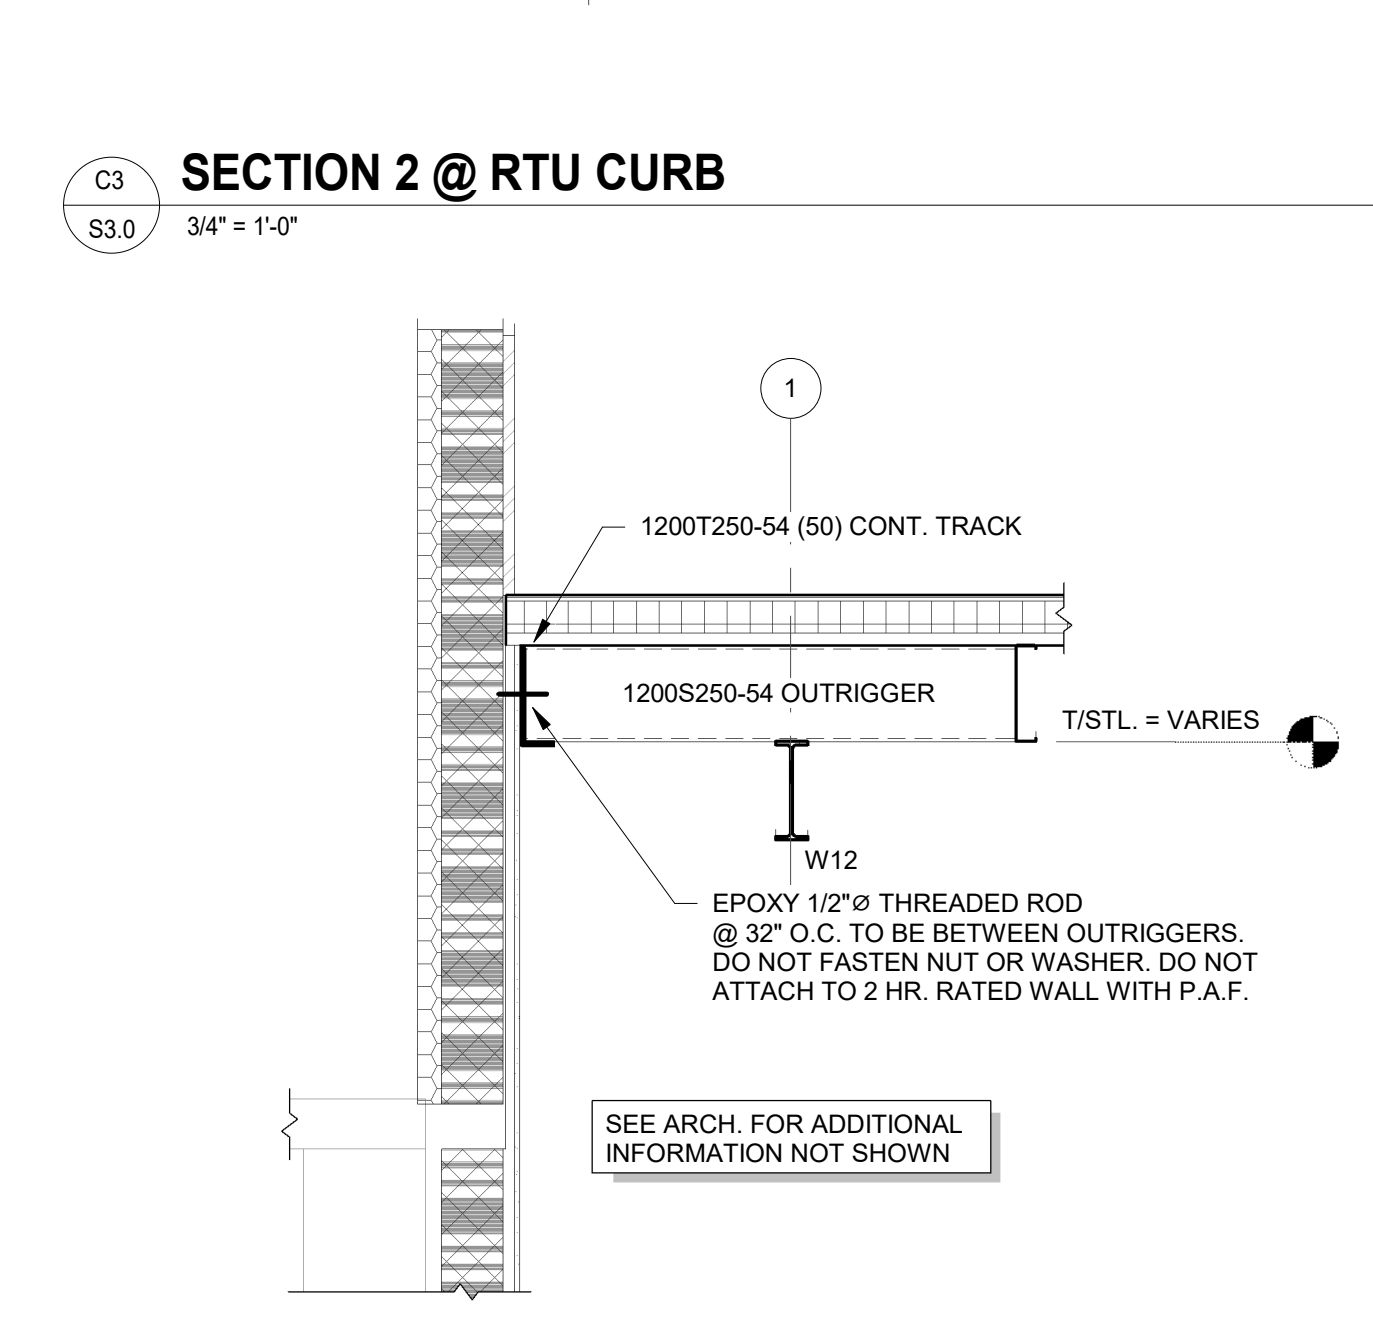 C3
SECTION 2 @ RTU CURB
S3.0
3/4" = 1'-0"
1
1200T250-54 (50) CONT. TRACK
1200S250-54 OUTRIGGER
T/STL. = VARIES
W12
EPOXY 1/2"Ø THREADED ROD
@ 32" O.C. TO BE BETWEEN OUTRIGGERS.
DO NOT FASTEN NUT OR WASHER. DO NOT
ATTACH TO 2 HR. RATED WALL WITH P.A.F.
SEE ARCH. FOR ADDITIONAL
INFORMATION NOT SHOWN